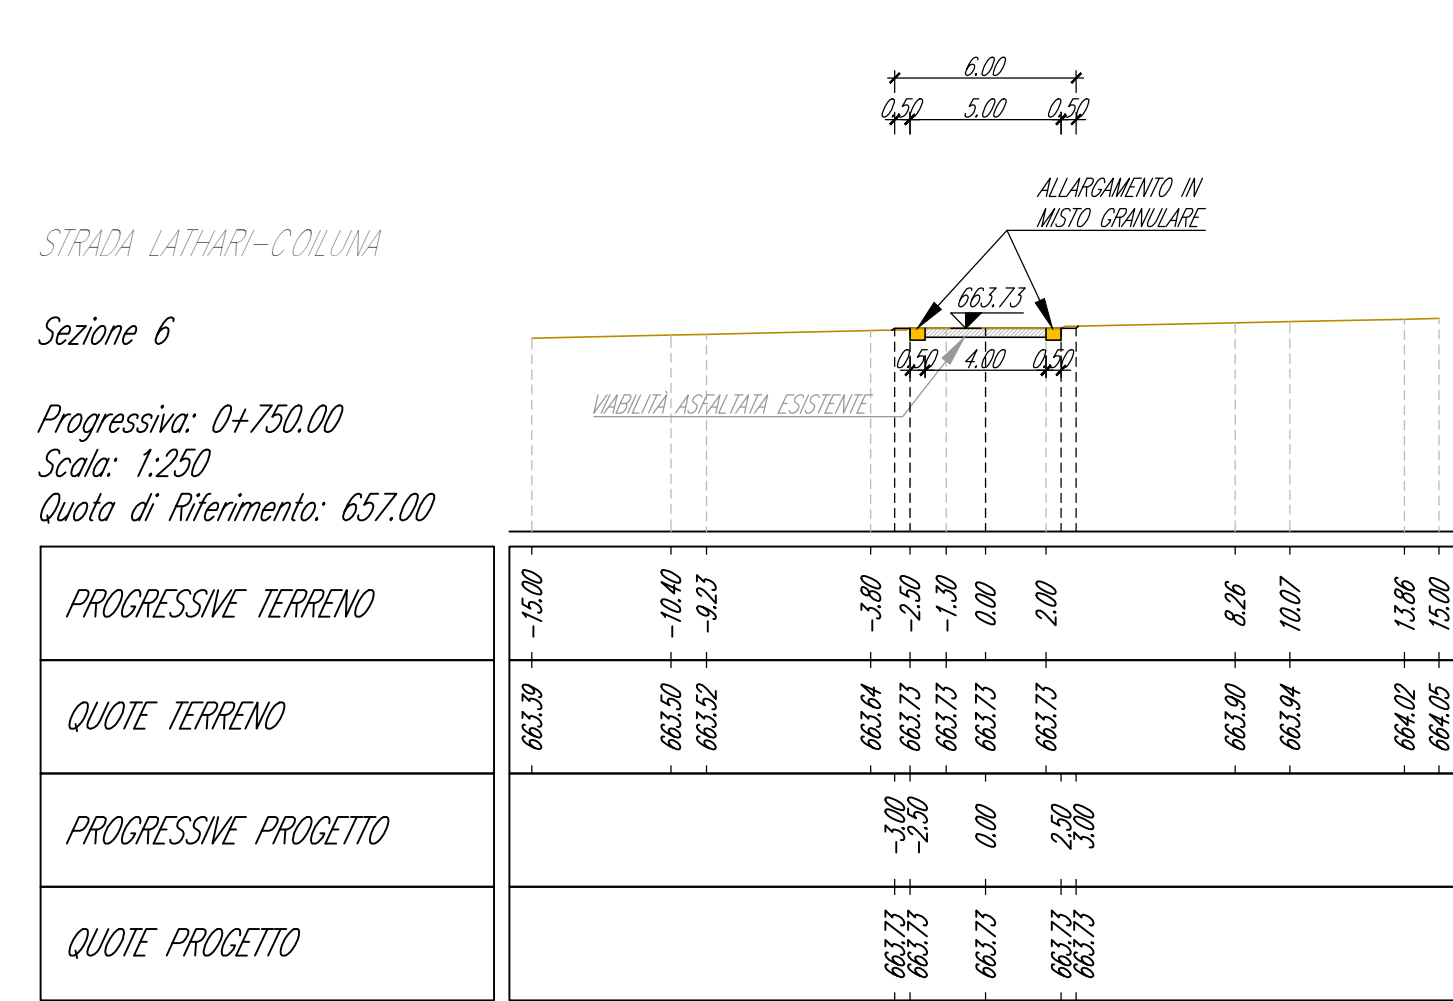 6.00
0.50 5.00 0.50
ALLARGAMENTO IN
MISTO GRANULARE
STRADA LATHARI-COILUNA
663.73
Sezione 6
0.50 4.00 0.50
VIABILITÀ ASFALTATA ESISTENTE
Progressiva: 0+750.00
Scala: 1:250
Quota di Riferimento: 657.00
PROGRESSIVE TERRENO -15.00 -10.40 -9.23 -3.80 -2.50 -1.30 0.00 2.00 8.26 10.07 13.86 15.00
QUOTE TERRENO 663.39 663.50 663.52 663.64 663.73 663.73 663.73 663.73 663.90 663.94 664.02 664.05
PROGRESSIVE PROGETTO -3.00 -2.50 0.00 2.50 3.00
QUOTE PROGETTO 663.73 663.73 663.73 663.73 663.73